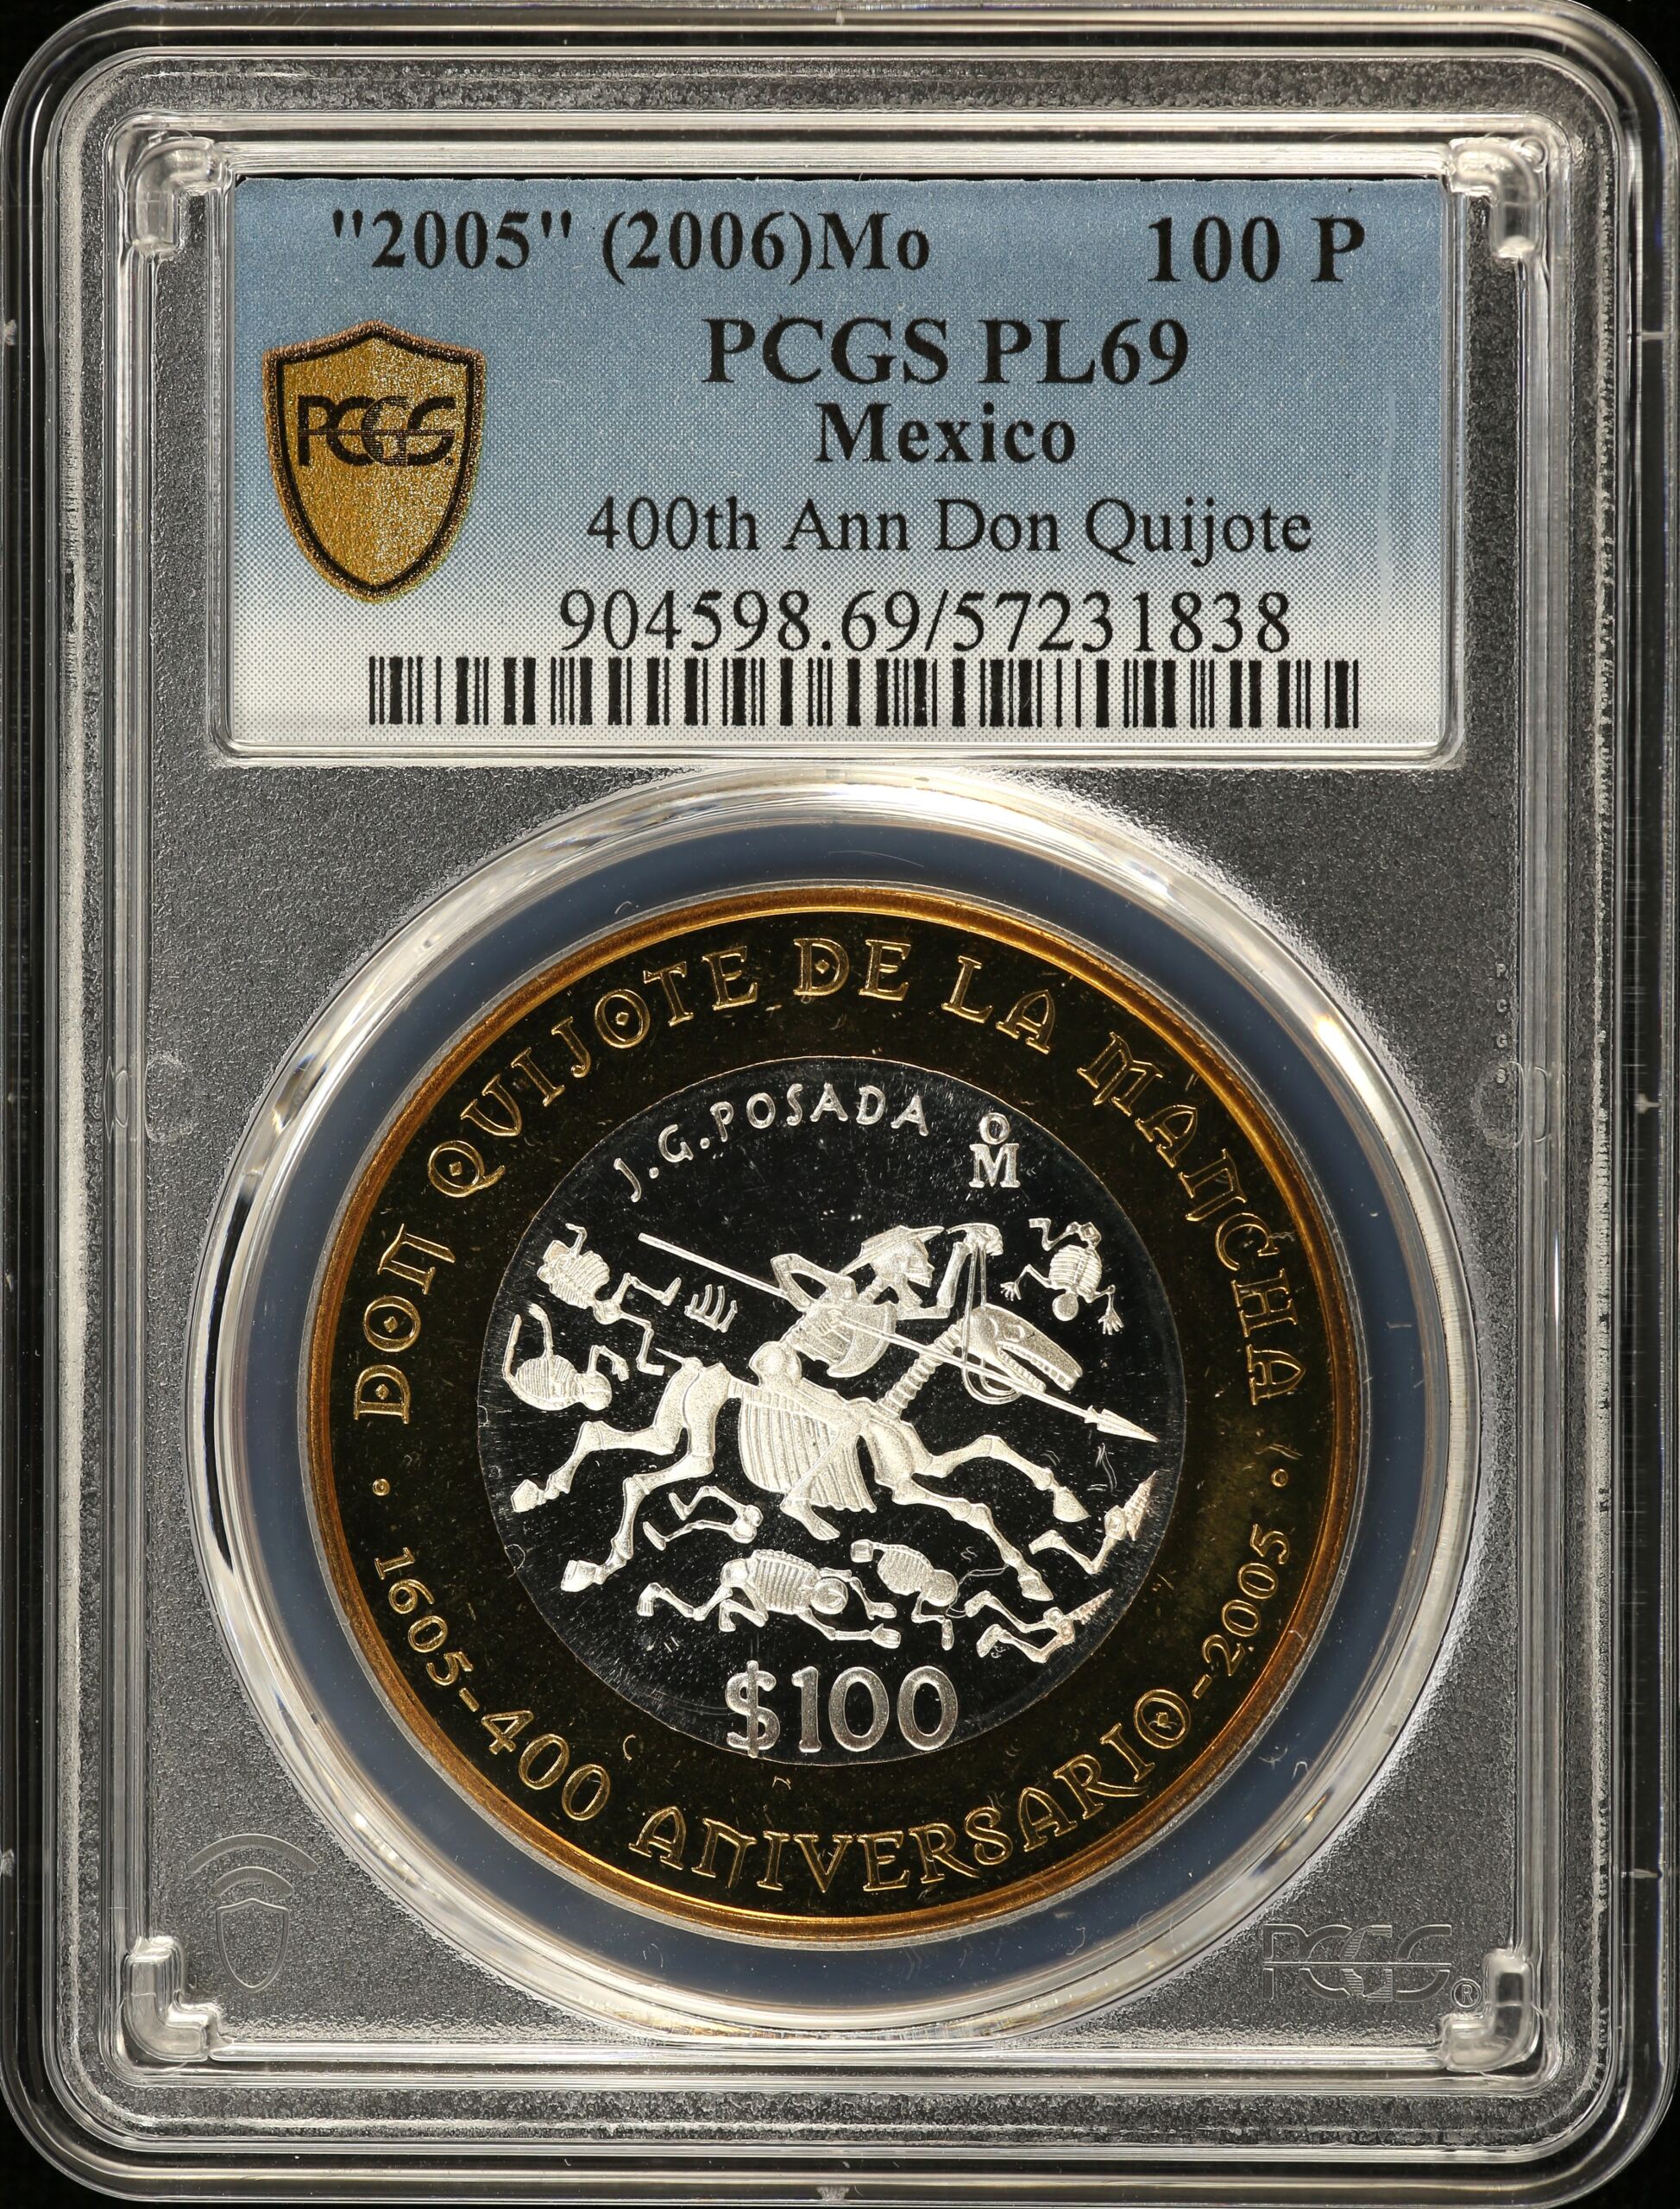 "2005" (2006)Mo 100 P
PCGS PL69
Mexico
PCGS
400th Ann Don Quijote
904598.69/57231838
DON QUIJOTE DE LA MANCHA
J.G.POSADA
O
M
$100
· 1605-400 ANIVERSARIO-2005 ·
PCGS
PCGS®